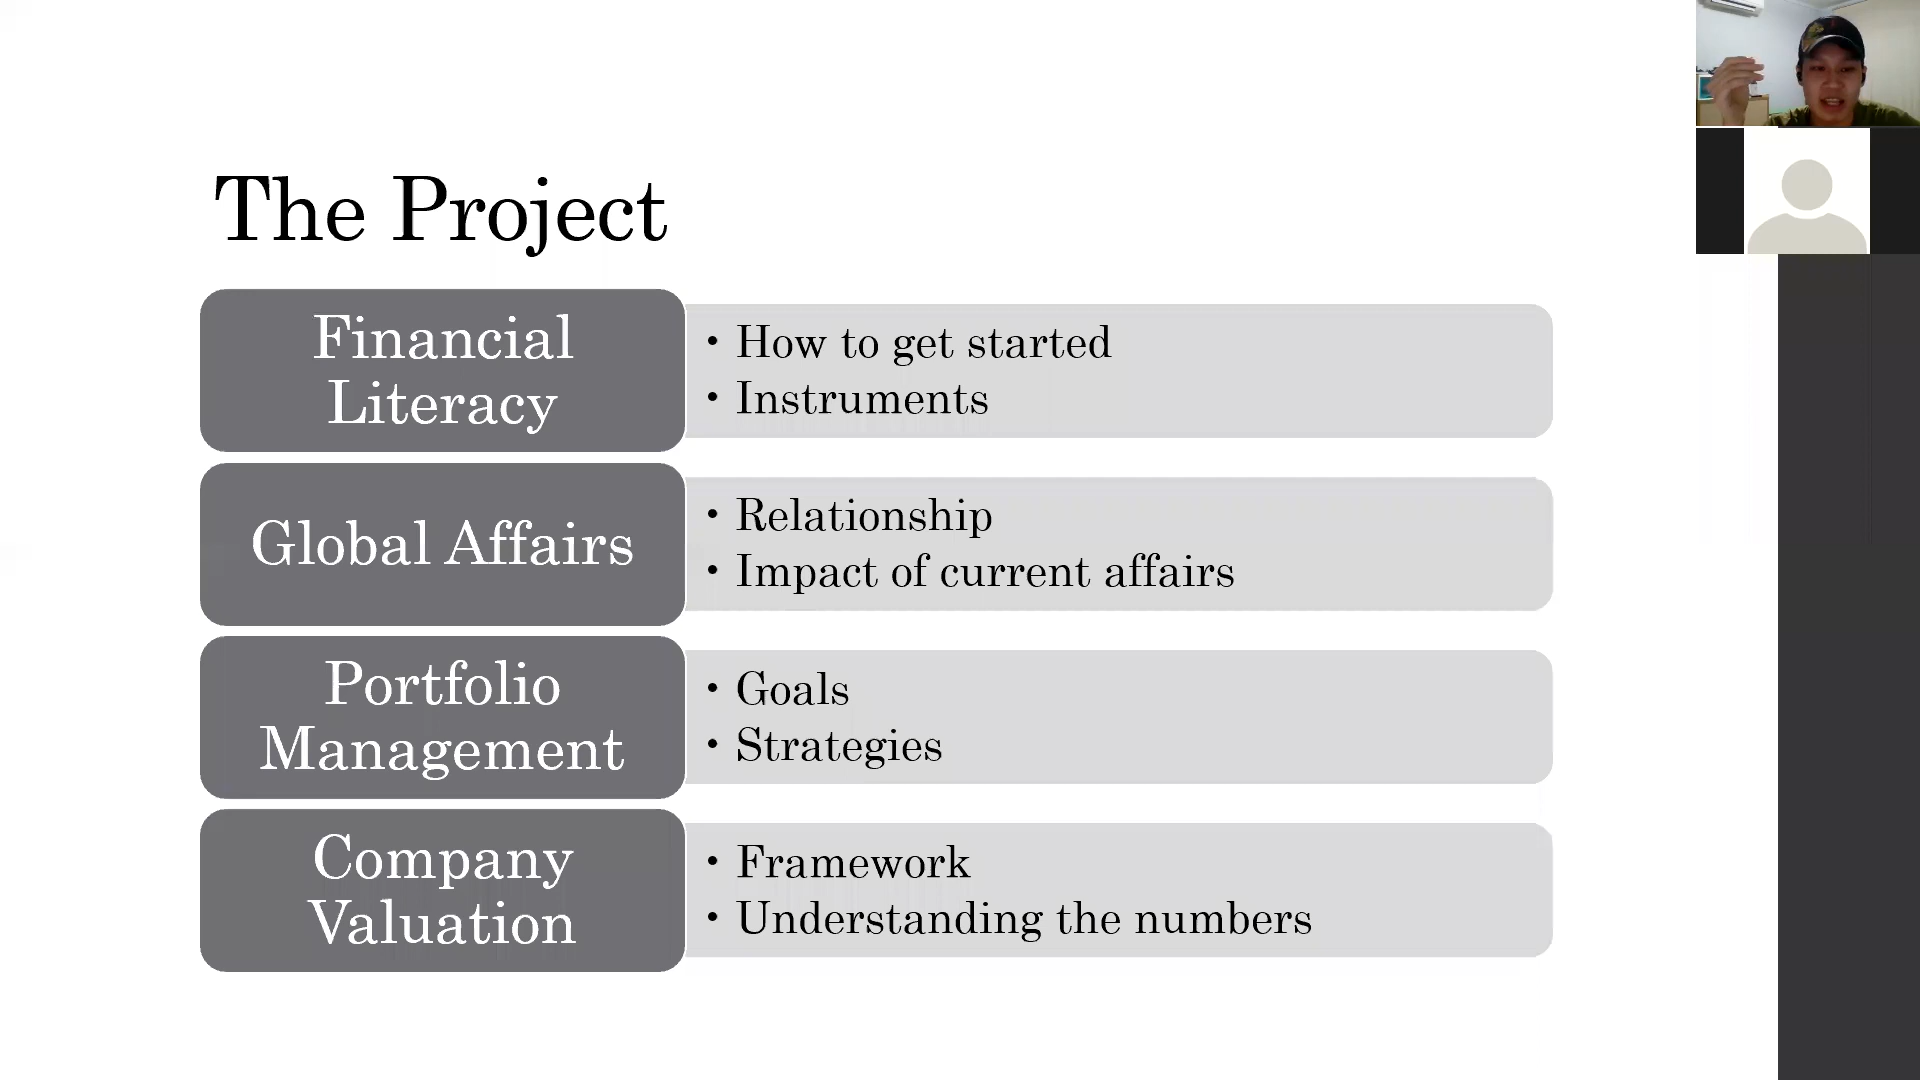 The Project
Financial
Literacy
• How to get started
• Instruments
Global Affairs
• Relationship
• Impact of current affairs
Portfolio
Management
• Goals
• Strategies
Company
Valuation
• Framework
• Understanding the numbers